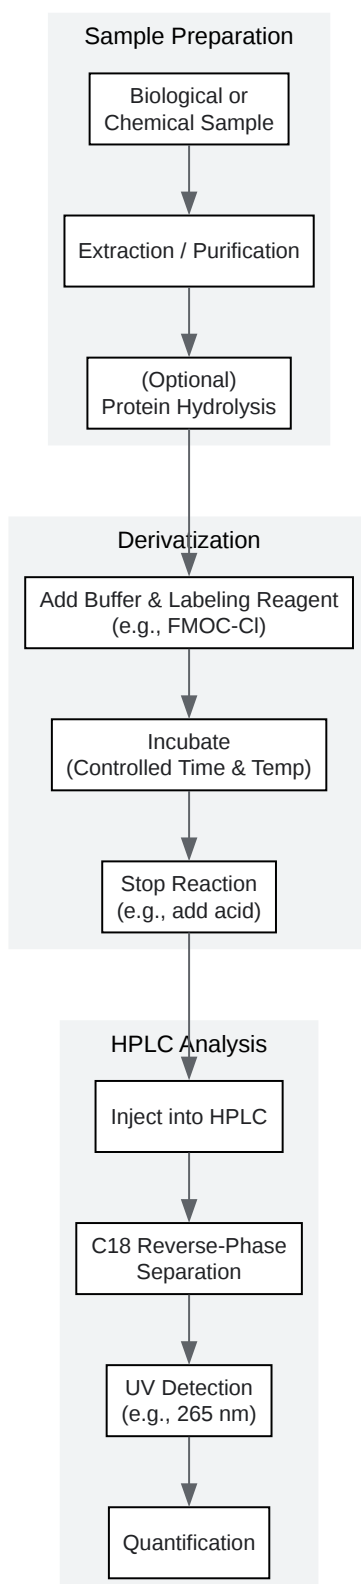 Sample Preparation
Biological or
Chemical Sample
Extraction / Purification
(Optional)
Protein Hydrolysis
Derivatization
Add Buffer & Labeling Reagent
(e.g., FMOC-Cl)
Incubate
(Controlled Time & Temp)
Stop Reaction
(e.g., add acid)
HPLC Analysis
Inject into HPLC
C18 Reverse-Phase
Separation
UV Detection
(e.g., 265 nm)
Quantification